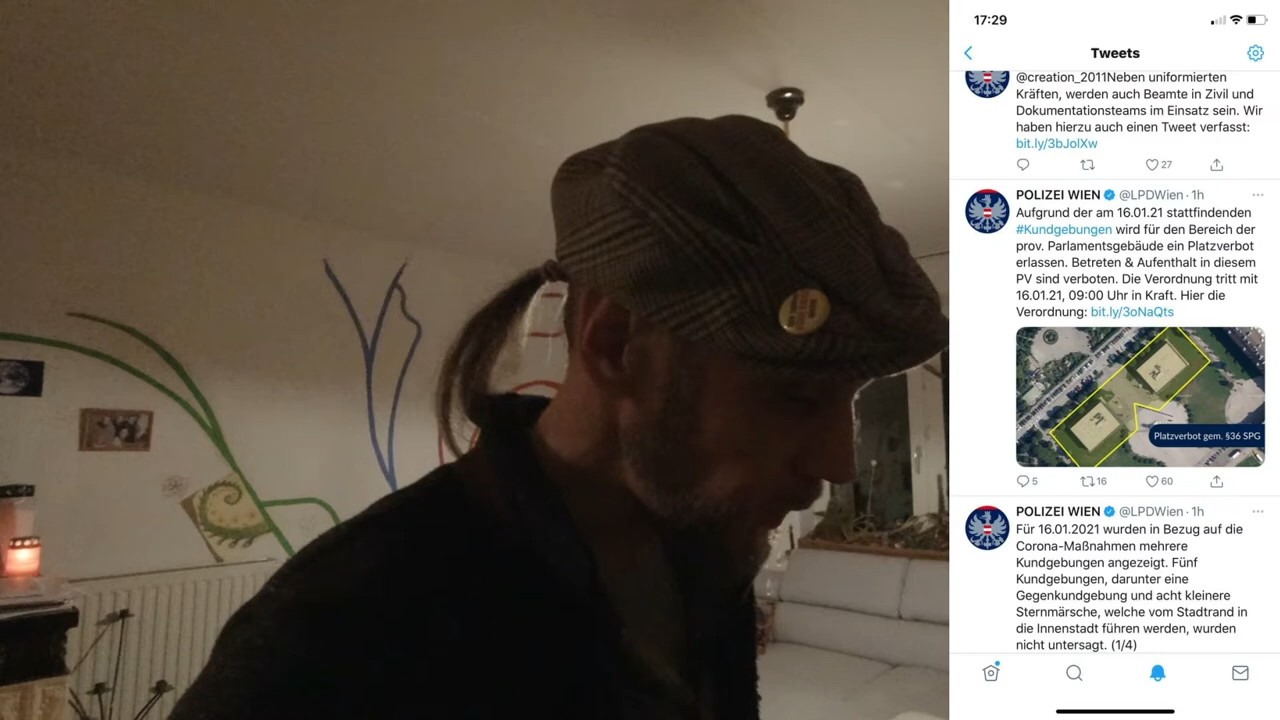 17:29
Tweets
@creation_2011Neben uniformierten
Kräften, werden auch Beamte in Zivil und
Dokumentationsteams im Einsatz sein. Wir
haben hierzu auch einen Tweet verfasst:
bit.ly/3bJolXw
27
POLIZEI WIEN @LPDWien · 1h
Aufgrund der am 16.01.21 stattfindenden
#Kundgebungen wird für den Bereich der
prov. Parlamentsgebäude ein Platzverbot
erlassen. Betreten & Aufenthalt in diesem
PV sind verboten. Die Verordnung tritt mit
16.01.21, 09:00 Uhr in Kraft. Hier die
Verordnung: bit.ly/3oNaQts
Platzverbot gem. §36 SPG
5 16 60
POLIZEI WIEN @LPDWien · 1h
Für 16.01.2021 wurden in Bezug auf die
Corona-Maßnahmen mehrere
Kundgebungen angezeigt. Fünf
Kundgebungen, darunter eine
Gegenkundgebung und acht kleinere
Sternmärsche, welche vom Stadtrand in
die Innenstadt führen werden, wurden
nicht untersagt. (1/4)